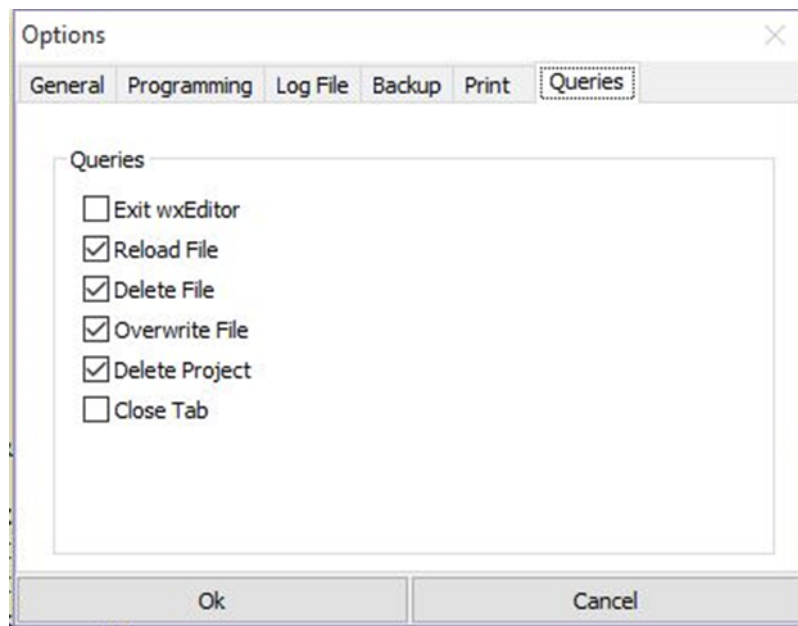 Options
General Programming Log File Backup Print Queries
Queries
Exit wxEditor
Reload File
Delete File
Overwrite File
Delete Project
Close Tab
Ok Cancel